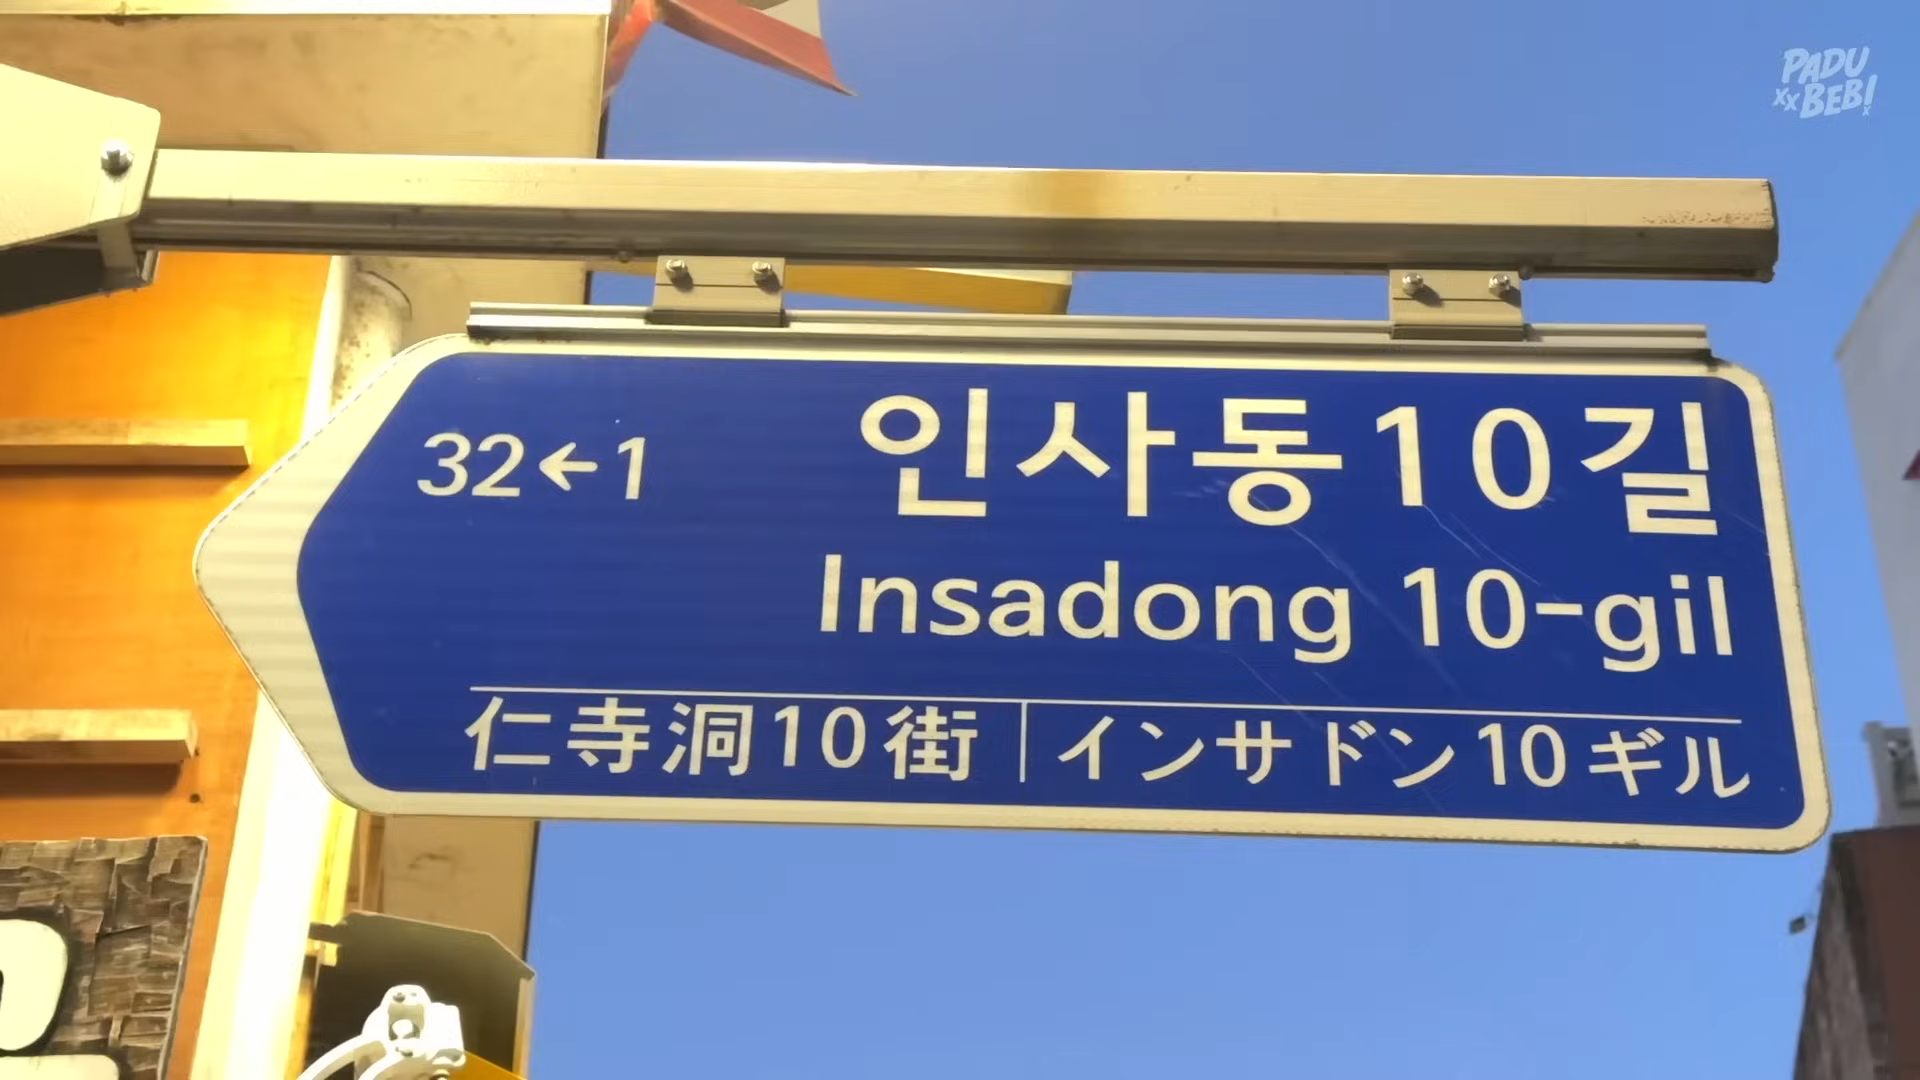 PADU
xx BEBI x
32←1
인사동10길
Insadong 10-gil
仁寺洞10街 | インサドン10ギル